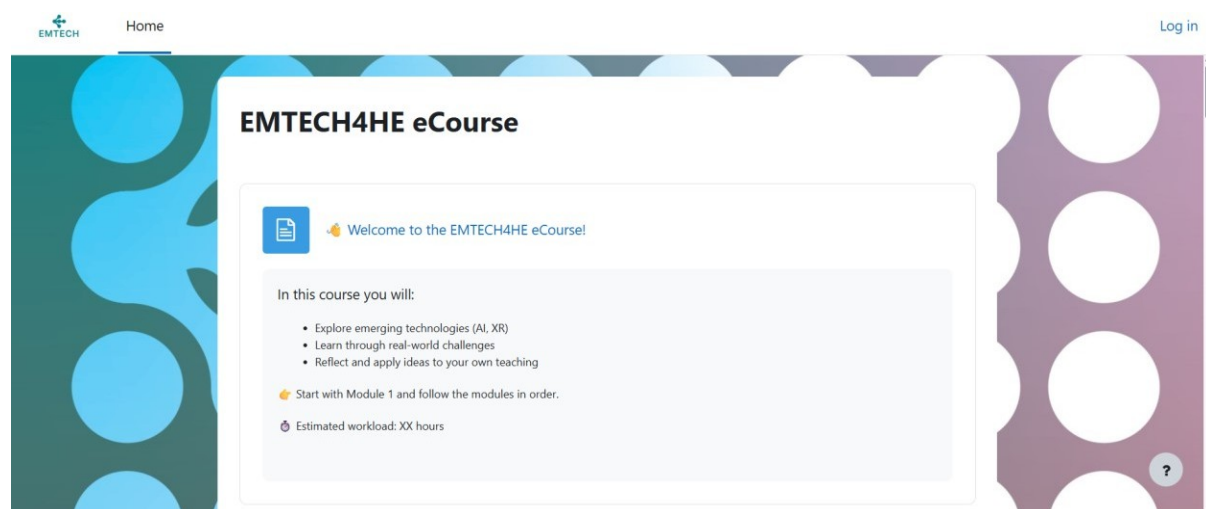 EMTECH
Home
Log in
EMTECH4HE eCourse
👋 Welcome to the EMTECH4HE eCourse!
In this course you will:
• Explore emerging technologies (AI, XR)
• Learn through real-world challenges
• Reflect and apply ideas to your own teaching
👉 Start with Module 1 and follow the modules in order.
⏱ Estimated workload: XX hours
?